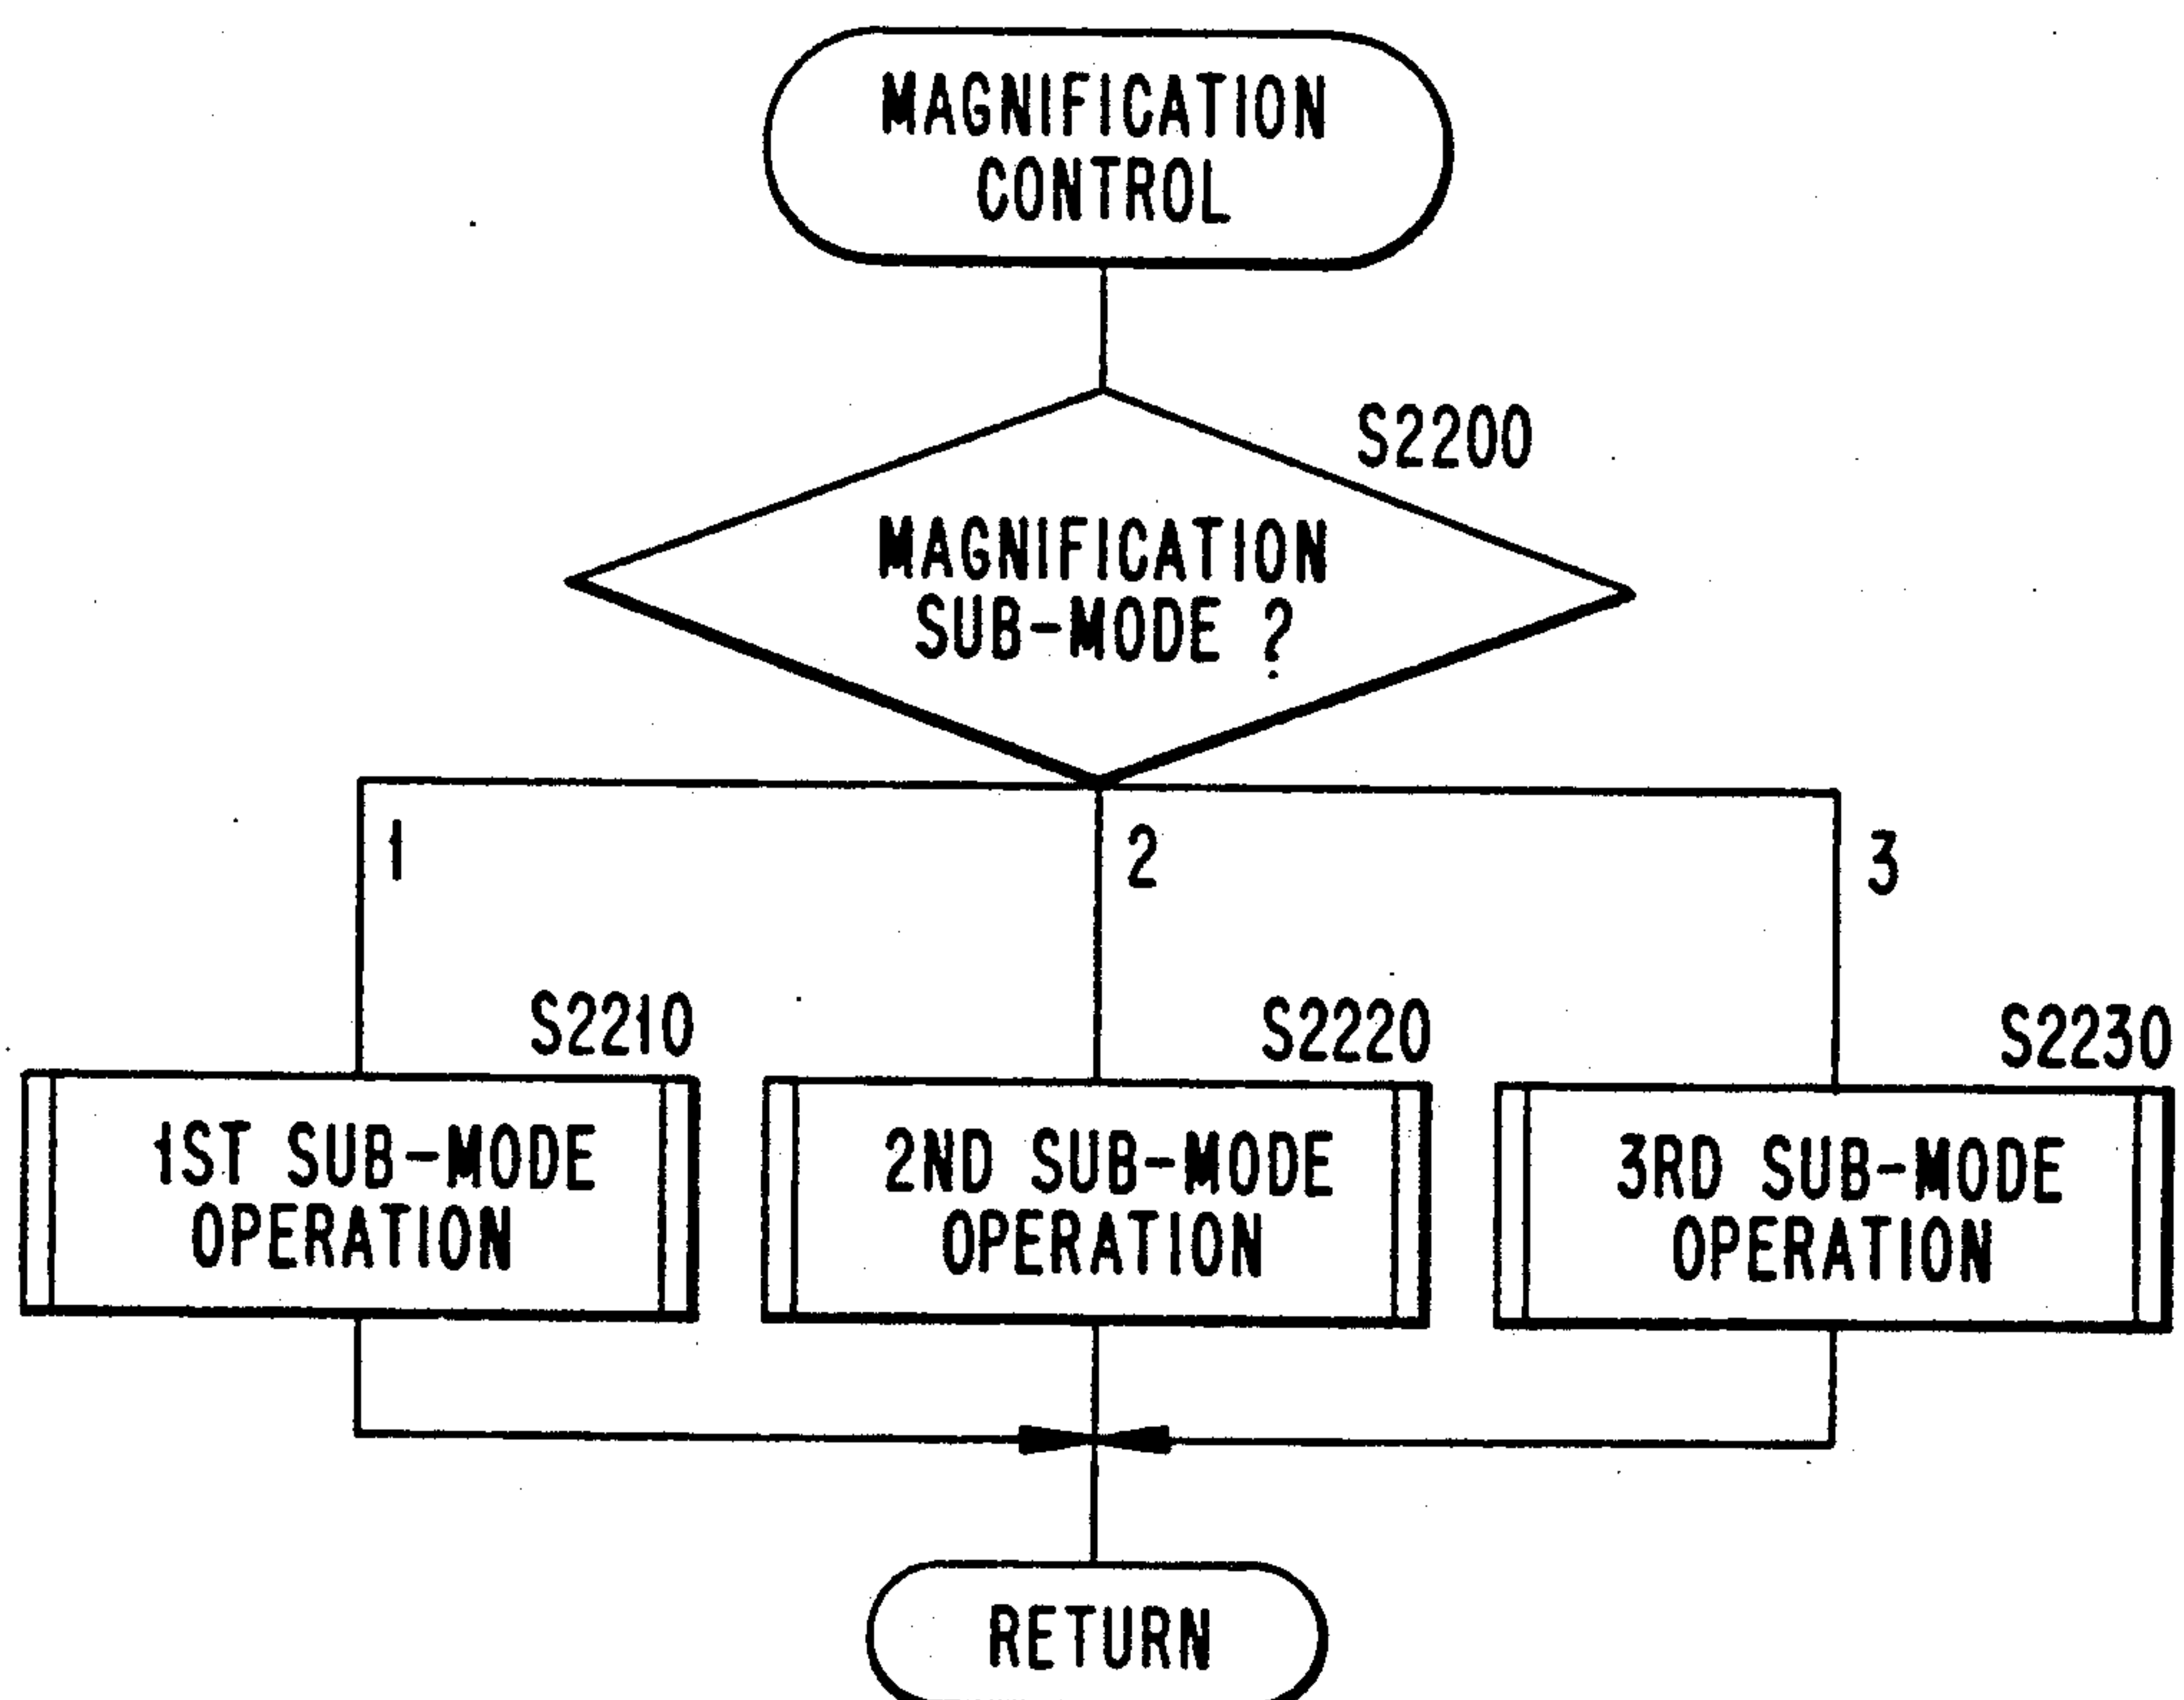 MAGNIFICATION
CONTROL
S2200
MAGNIFICATION
SUB-MODE ?
1
2
3
S2210
S2220
S2230
1ST SUB-MODE
OPERATION
2ND SUB-MODE
OPERATION
3RD SUB-MODE
OPERATION
RETURN